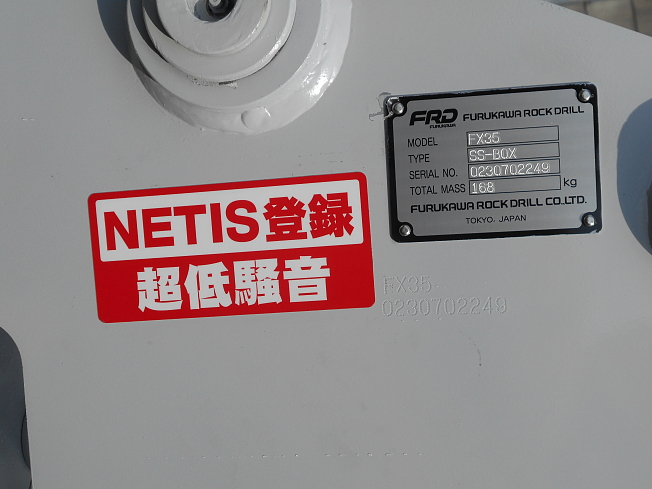 FRD FURUKAWA ROCK DRILL
FURUKAWA
MODEL FX35
TYPE SS-BOX
SERIAL NO. 0230702249
TOTAL MASS 168 kg
FURUKAWA ROCK DRILL CO.LTD.
TOKYO. JAPAN
NETIS登録
超低騒音
FX35-
0230702249